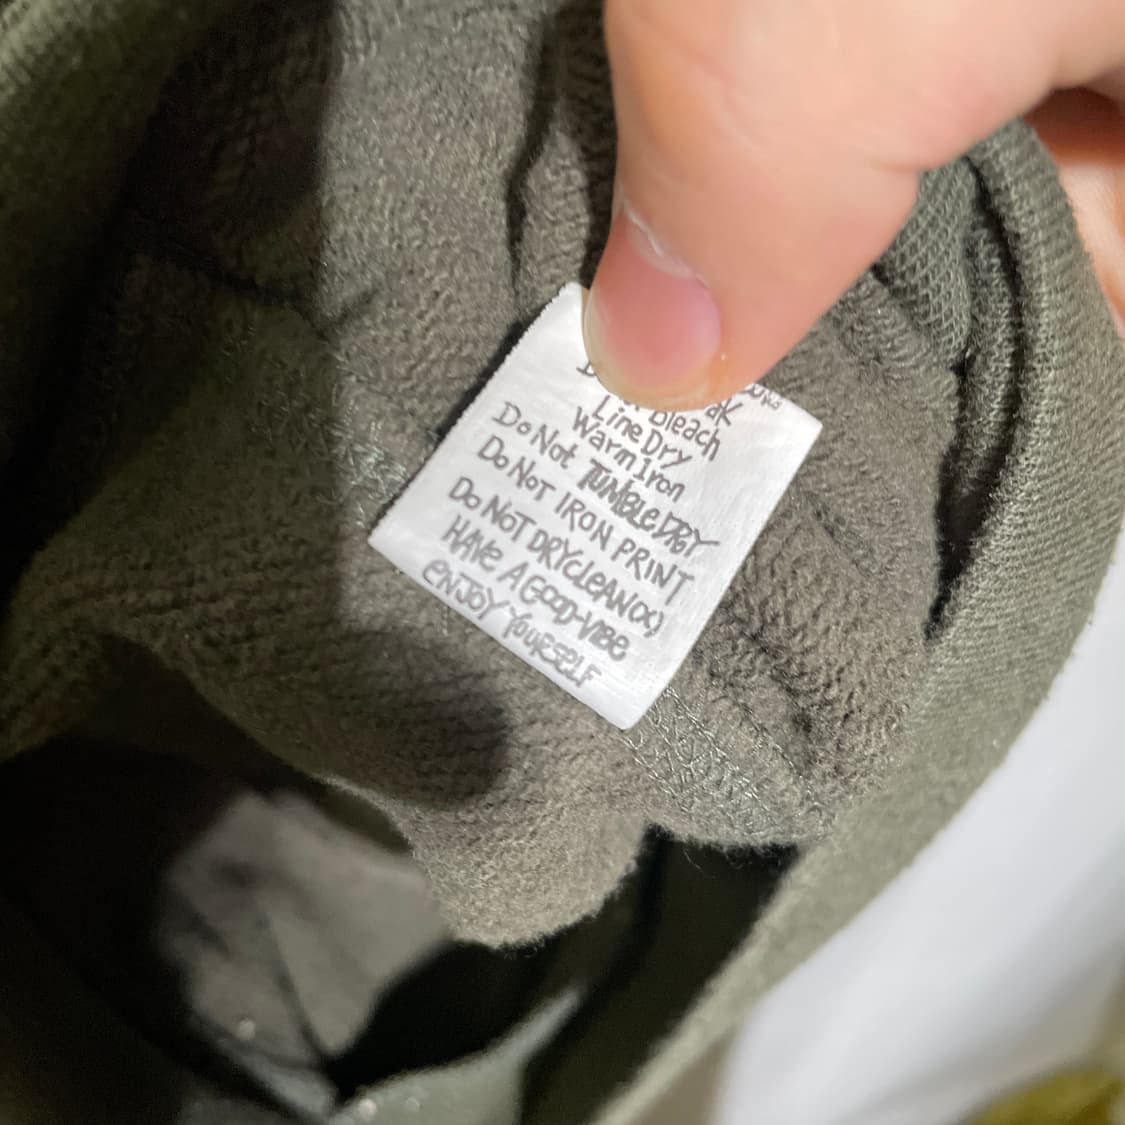 Bleach
Line Dry
Warm Iron
Do Not TUMBLE DRY
Do NOT IRON PRINT
Do NOT DRYCLEAN(X)
HAVE A GOOD-VIBE
ENJOY YOURSELF